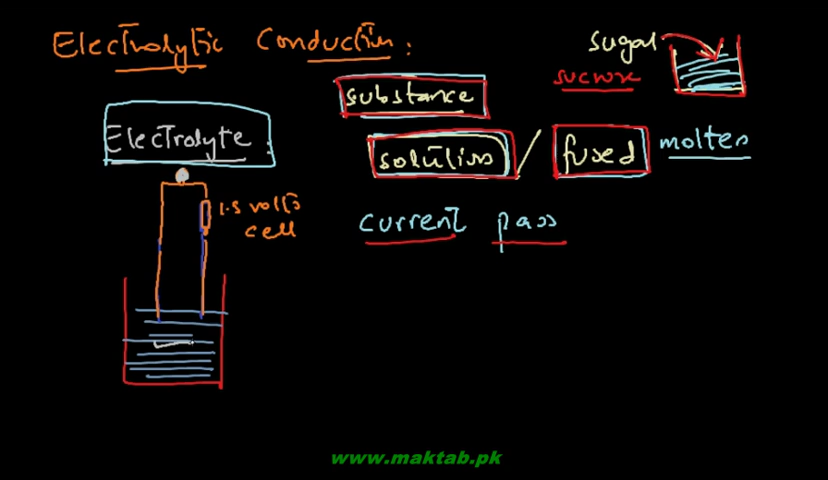 Electrolytic Conduction:
sugar
sucrose
substance
Electrolyte
solution / fused molten
1.5 volts
cell
current pass
www.maktab.pk